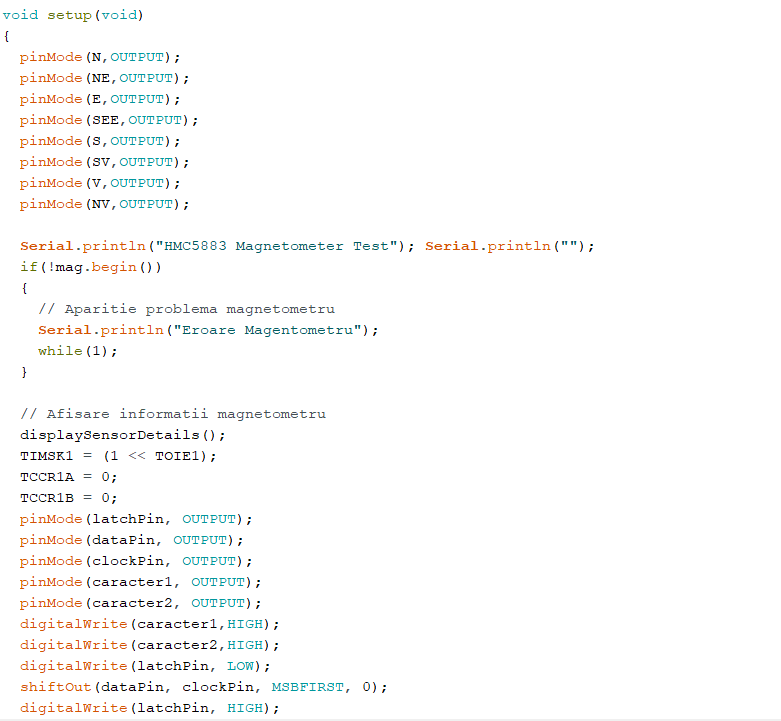 void setup(void)
{
  pinMode(N,OUTPUT);
  pinMode(NE,OUTPUT);
  pinMode(E,OUTPUT);
  pinMode(SEE,OUTPUT);
  pinMode(S,OUTPUT);
  pinMode(SV,OUTPUT);
  pinMode(V,OUTPUT);
  pinMode(NV,OUTPUT);
  Serial.println("HMC5883 Magnetometer Test"); Serial.println("");
  if(!mag.begin())
  {
    // Aparitie problema magnetometru
    Serial.println("Eroare Magentometru");
    while(1);
  }
  // Afisare informatii magnetometru
  displaySensorDetails();
  TIMSK1 = (1 << TOIE1);
  TCCR1A = 0;
  TCCR1B = 0;
  pinMode(latchPin, OUTPUT);
  pinMode(dataPin, OUTPUT);
  pinMode(clockPin, OUTPUT);
  pinMode(caracter1, OUTPUT);
  pinMode(caracter2, OUTPUT);
  digitalWrite(caracter1,HIGH);
  digitalWrite(caracter2,HIGH);
  digitalWrite(latchPin, LOW);
  shiftOut(dataPin, clockPin, MSBFIRST, 0);
  digitalWrite(latchPin, HIGH);